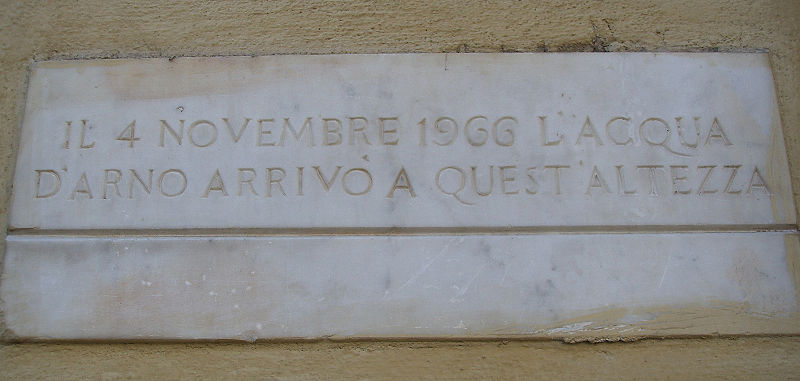 IL 4 NOVEMBRE 1966 L'ACQUA
D'ARNO ARRIVÒ A QUEST'ALTEZZA